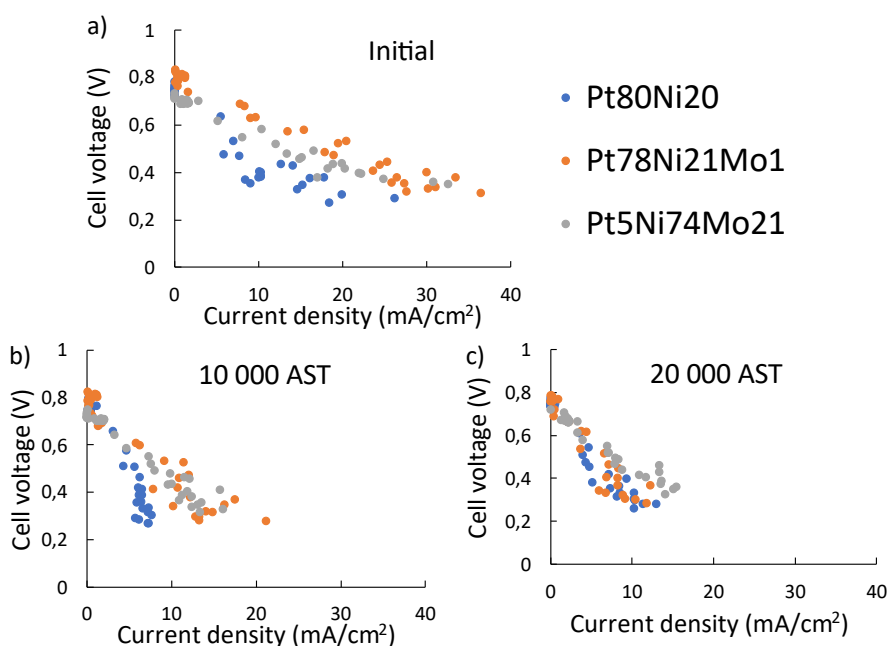 a)
Initial
Cell voltage (V)
1
0,8
0,6
0,4
0,2
0
0
10
20
30
40
Current density (mA/cm²)
Pt80Ni20
Pt78Ni21Mo1
Pt5Ni74Mo21
b)
10 000 AST
Cell voltage (V)
1
0,8
0,6
0,4
0,2
0
0
10
20
30
40
Current density (mA/cm²)
c)
20 000 AST
Cell voltage (V)
1
0,8
0,6
0,4
0,2
0
0
10
20
30
40
Current density (mA/cm²)